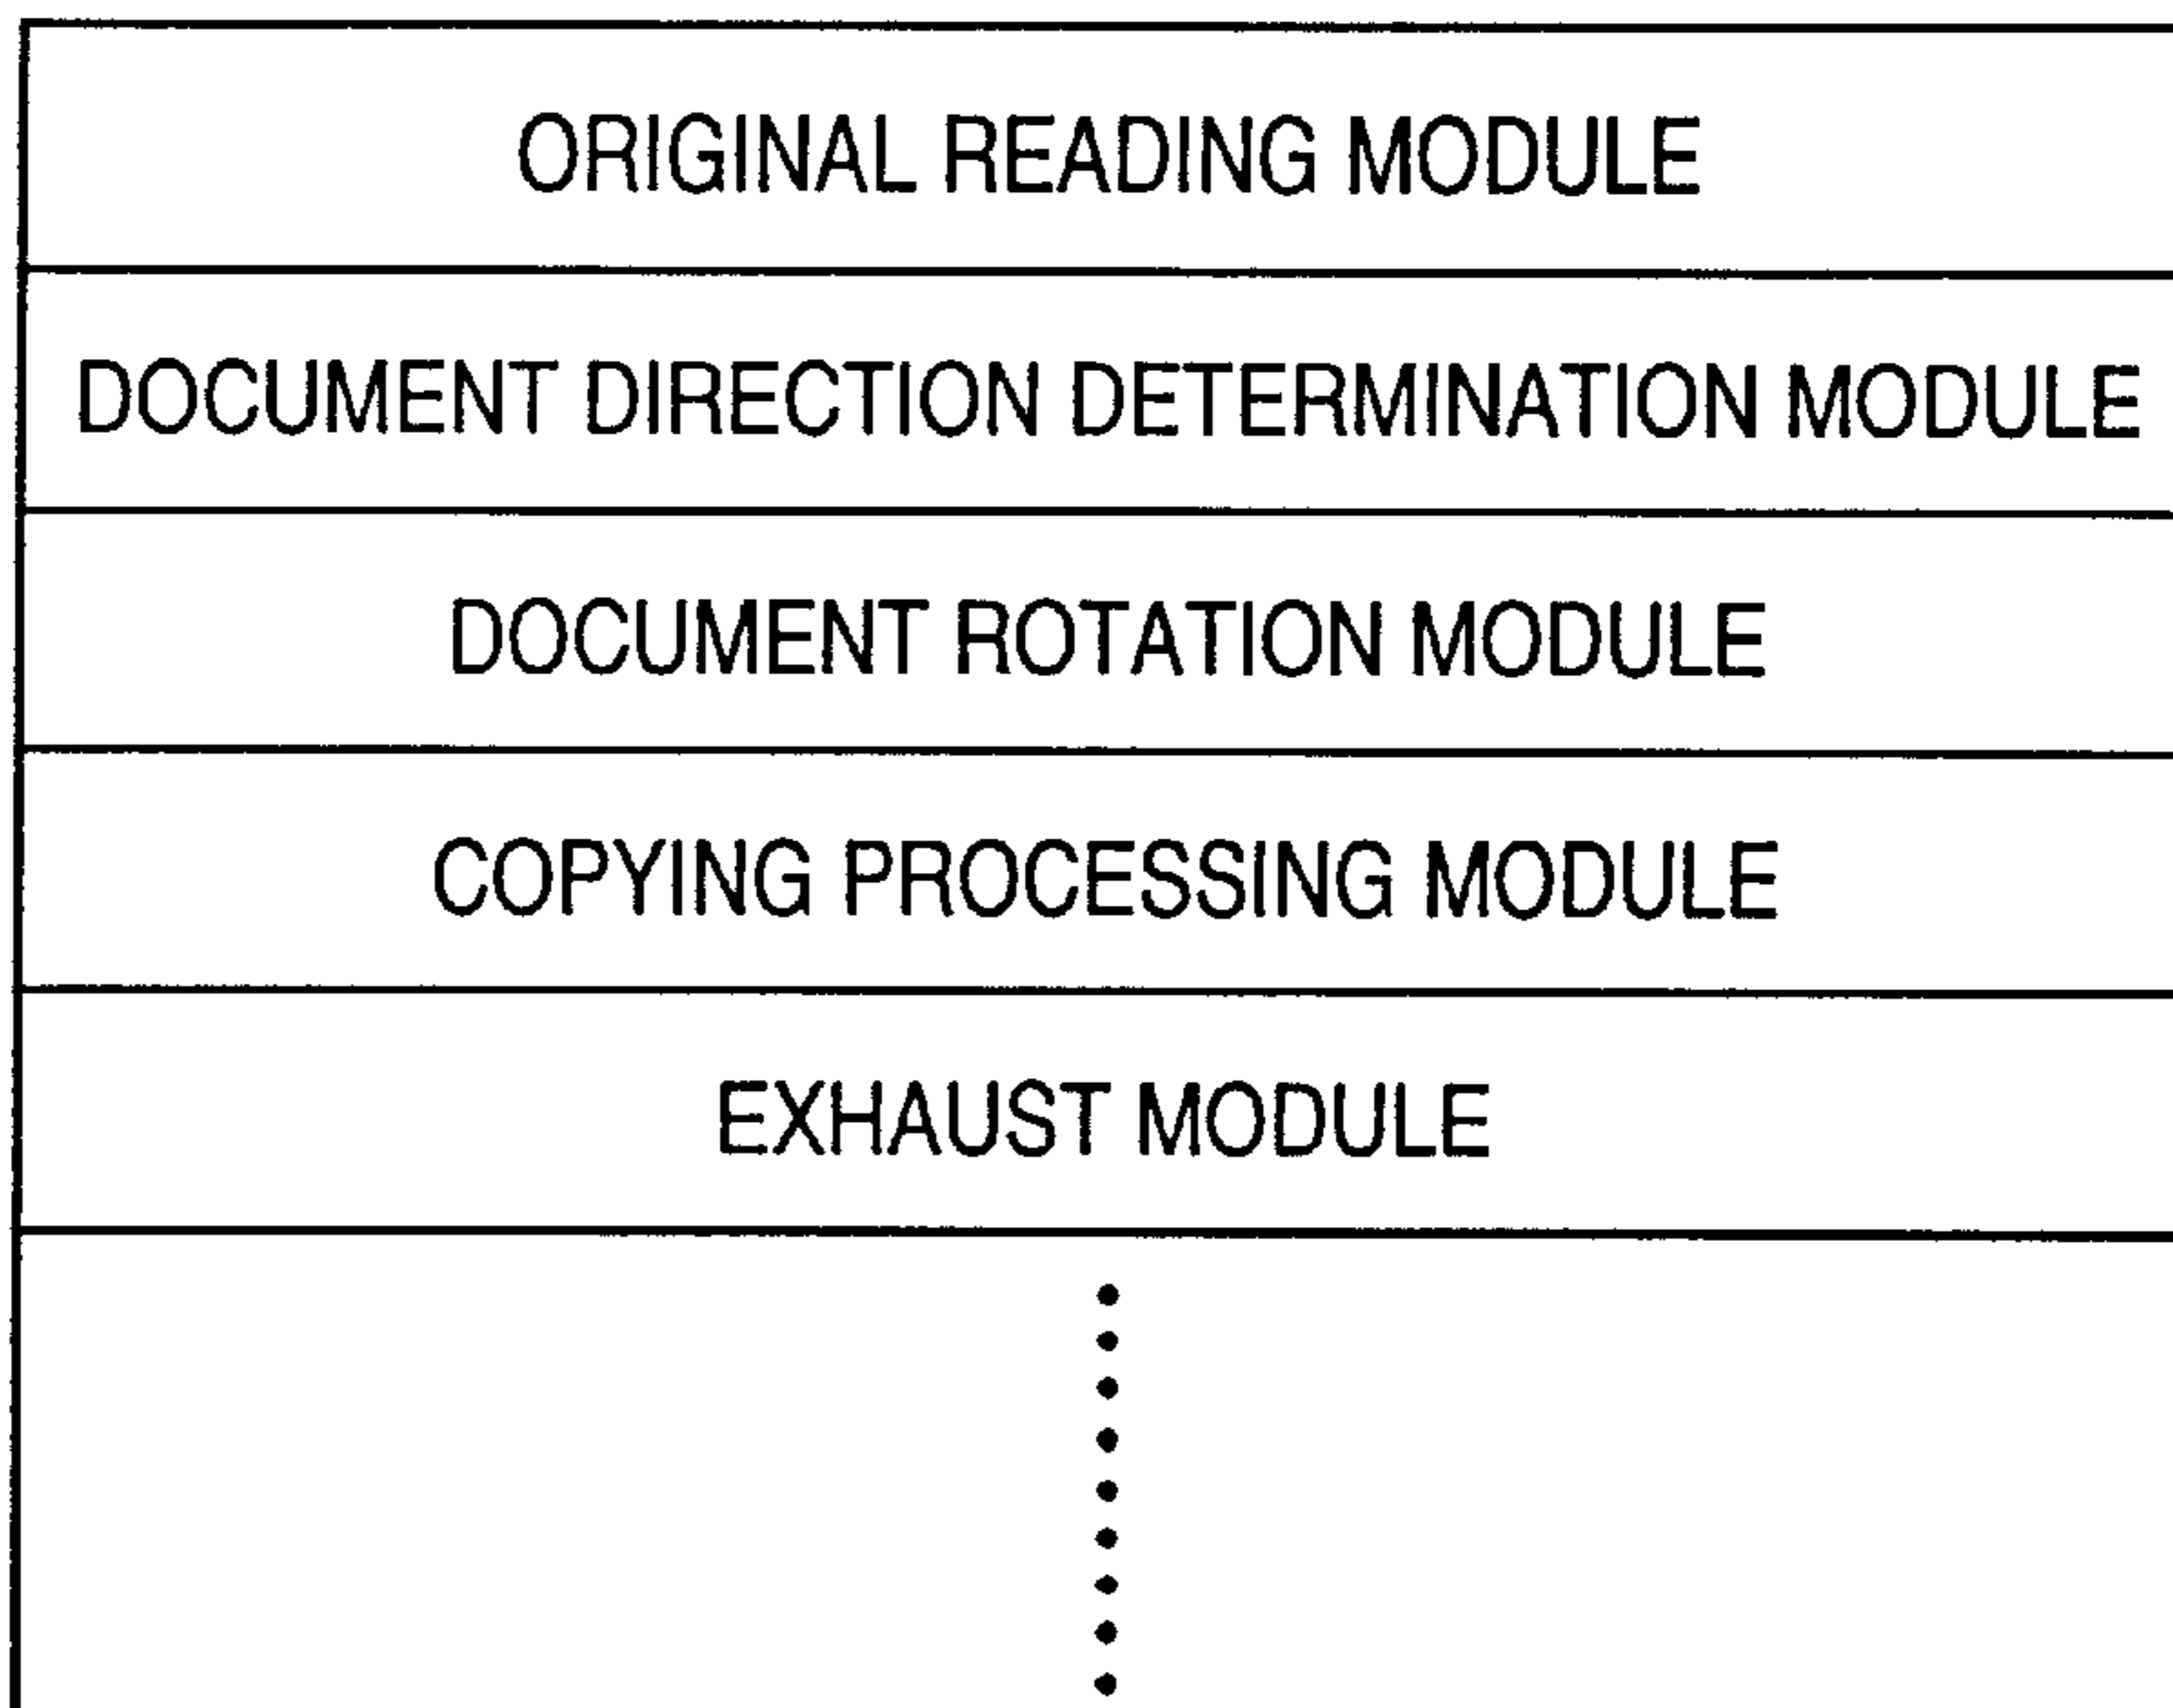 ORIGINAL READING MODULE
DOCUMENT DIRECTION DETERMINATION MODULE
DOCUMENT ROTATION MODULE
COPYING PROCESSING MODULE
EXHAUST MODULE